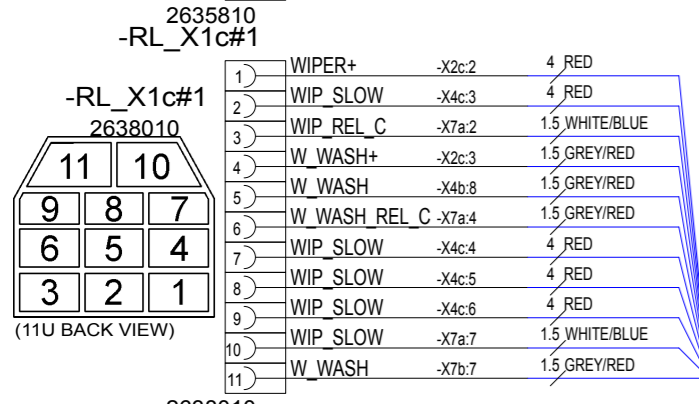 2635810
-RL_X1c#1
-RL_X1c#1
2638010
11 10
9 8 7
6 5 4
3 2 1
(11U BACK VIEW)
1 WIPER+ -X2c:2 4 RED
2 WIP_SLOW -X4c:3 4 RED
3 WIP_REL_C -X7a:2 1.5 WHITE/BLUE
4 W_WASH+ -X2c:3 1.5 GREY/RED
5 W_WASH -X4b:8 1.5 GREY/RED
6 W_WASH_REL_C -X7a:4 1.5 GREY/RED
7 WIP_SLOW -X4c:4 4 RED
8 WIP_SLOW -X4c:5 4 RED
9 WIP_SLOW -X4c:6 4 RED
10 WIP_SLOW -X7a:7 1.5 WHITE/BLUE
11 W_WASH -X7b:7 1.5 GREY/RED